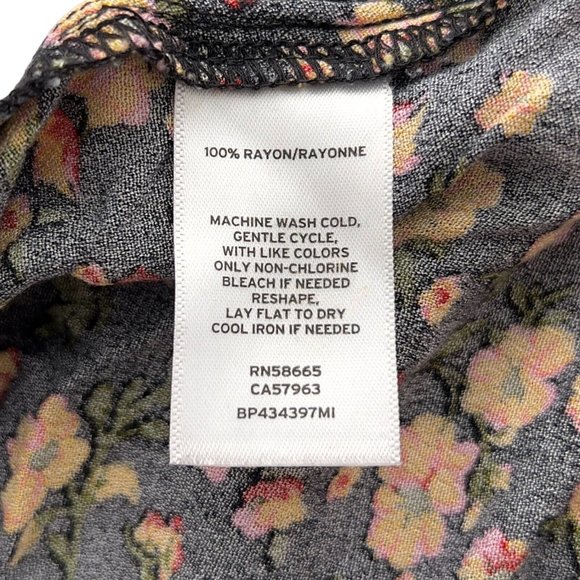 100% RAYON/RAYONNE
MACHINE WASH COLD,
GENTLE CYCLE,
WITH LIKE COLORS
ONLY NON-CHLORINE
BLEACH IF NEEDED
RESHAPE,
LAY FLAT TO DRY
COOL IRON IF NEEDED
RN58665
CA57963
BP434397MI